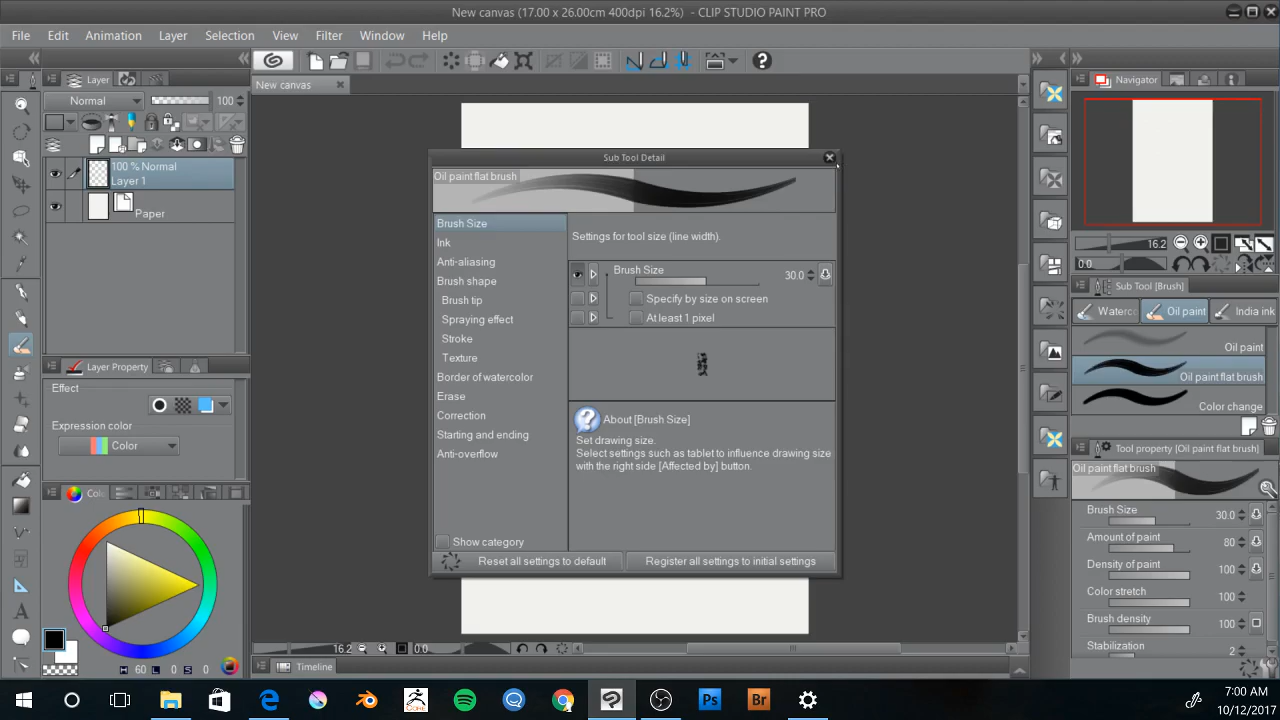 New canvas (17.00 x 26.00cm 400dpi 16.2%) - CLIP STUDIO PAINT PRO
File Edit Animation Layer Selection View Filter Window Help
Layer
New canvas
Navigator
Normal 100
100 % Normal
Layer 1
Paper
Sub Tool Detail
Oil paint flat brush
Brush Size
Ink
Anti-aliasing
Brush shape
Brush tip
Spraying effect
Stroke
Texture
Border of watercolor
Erase
Correction
Starting and ending
Anti-overflow
Show category
Settings for tool size (line width).
Brush Size 30.0
Specify by size on screen
At least 1 pixel
About [Brush Size]
Set drawing size.
Select settings such as tablet to influence drawing size
with the right side [Affected by] button.
Reset all settings to default
Register all settings to initial settings
16.2
0.0
Sub Tool [Brush]
Waterc Oil paint India ink
Oil paint
Oil paint flat brush
Color change
Tool property [Oil paint flat brush]
Oil paint flat brush
Brush Size 30.0
Amount of paint 80
Density of paint 100
Color stretch 100
Brush density 100
Stabilization 2
Layer Property
Effect
Expression color
Color
Colo
H 60 L 0 S 0
16.2 0.0
Timeline
Ps
Br
7:00 AM
10/12/2017